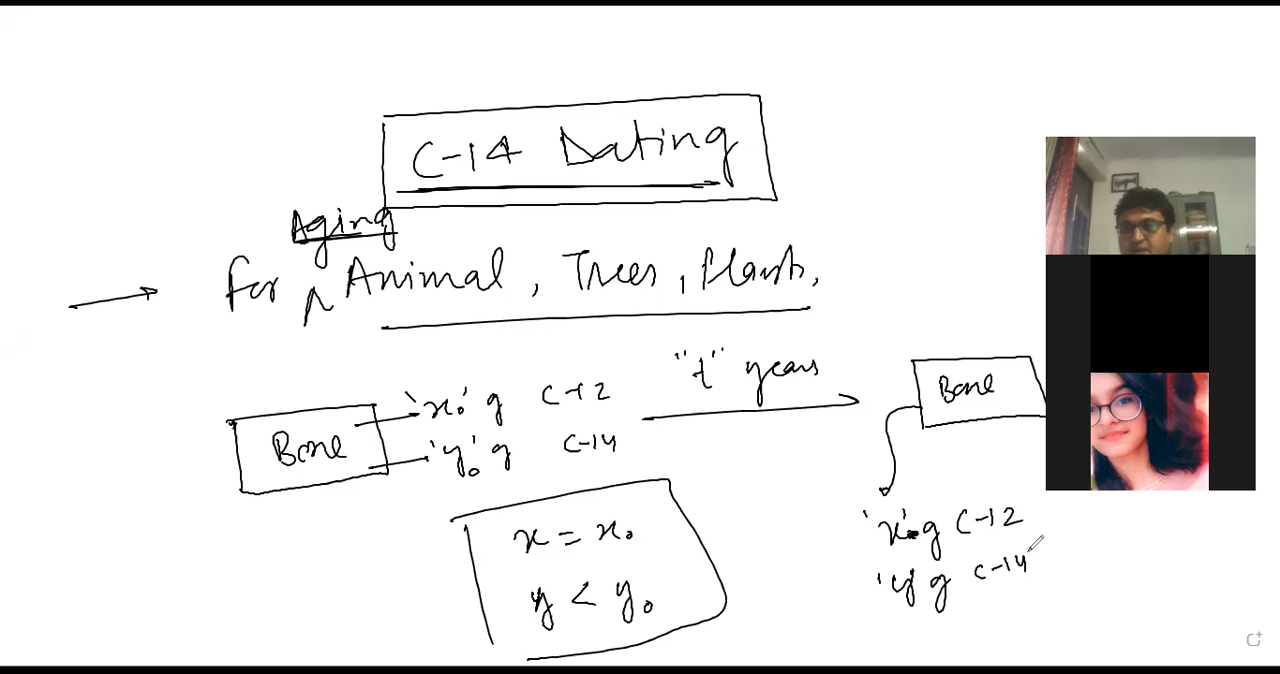 C-14 Dating
Aging
For Animal, Trees, Plants,
Bone
'x₀' g C-12
'y₀' g C-14
"t" years
Bone
x = x₀
y < y₀
'x' g C-12
'y' g C-14